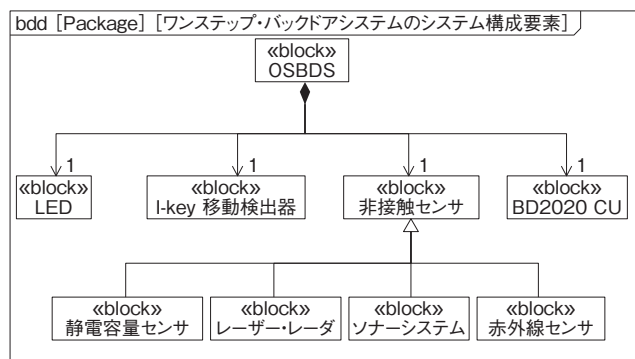 bdd [Package] [ワンステップ・バックドアシステムのシステム構成要素]
«block»
OSBDS
1
1
1
1
«block»
LED
«block»
I-key 移動検出器
«block»
非接触センサ
«block»
BD2020 CU
«block»
静電容量センサ
«block»
レーザー・レーダ
«block»
ソナーシステム
«block»
赤外線センサ